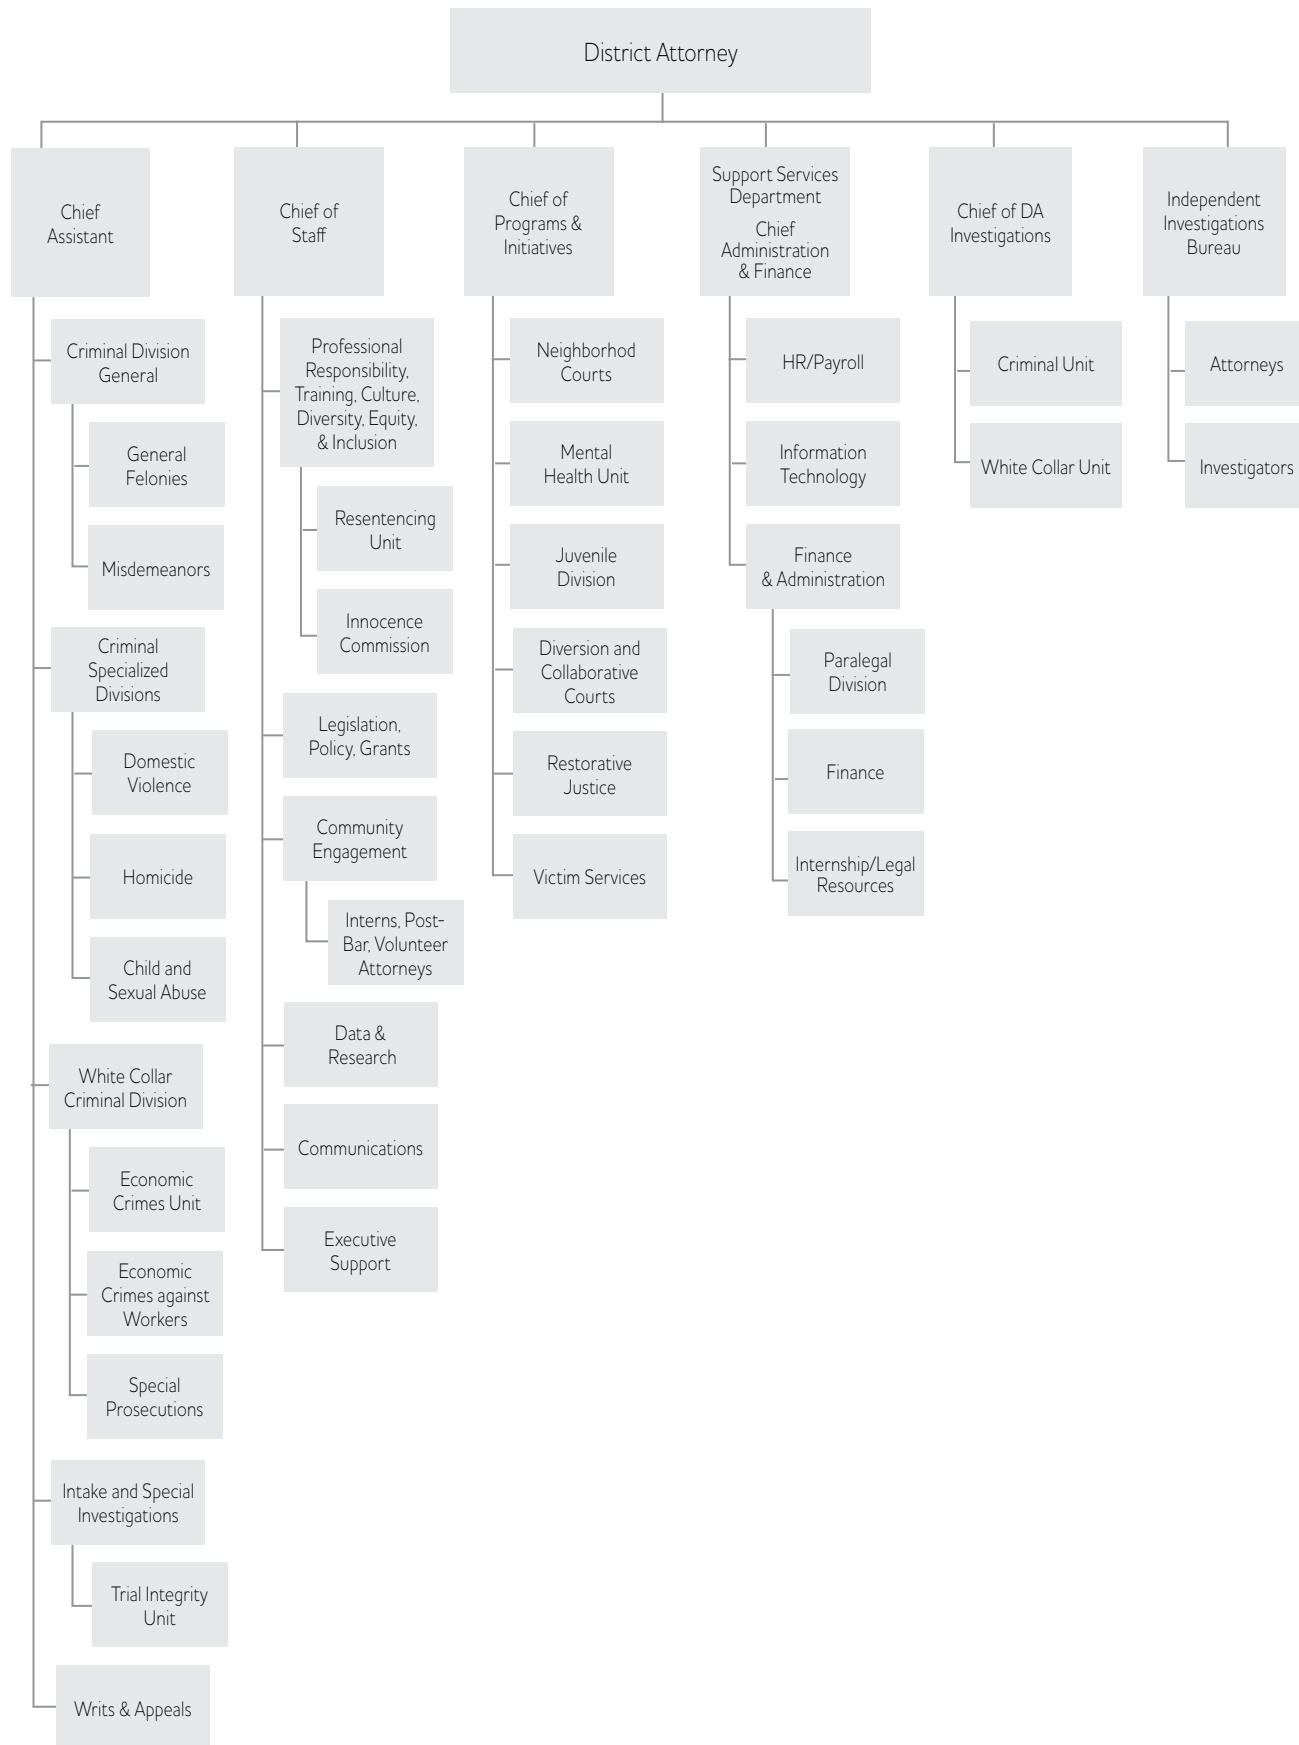 District Attorney
Chief
Assistant
Criminal Division
General
General
Felonies
Misdemeanors
Criminal
Specialized
Divisions
Domestic
Violence
Homicide
Child and
Sexual Abuse
White Collar
Criminal Division
Economic
Crimes Unit
Economic
Crimes against
Workers
Special
Prosecutions
Intake and Special
Investigations
Trial Integrity
Unit
Writs & Appeals
Chief of
Staff
Professional
Responsibility,
Training, Culture,
Diversity, Equity,
& Inclusion
Resentencing
Unit
Innocence
Commission
Legislation,
Policy, Grants
Community
Engagement
Interns, Post-
Bar, Volunteer
Attorneys
Data &
Research
Communications
Executive
Support
Chief of
Programs &
Initiatives
Neighborhod
Courts
Mental
Health Unit
Juvenile
Division
Diversion and
Collaborative
Courts
Restorative
Justice
Victim Services
Support Services
Department
Chief
Administration
& Finance
HR/Payroll
Information
Technology
Finance
& Administration
Paralegal
Division
Finance
Internship/Legal
Resources
Chief of DA
Investigations
Criminal Unit
White Collar Unit
Independent
Investigations
Bureau
Attorneys
Investigators